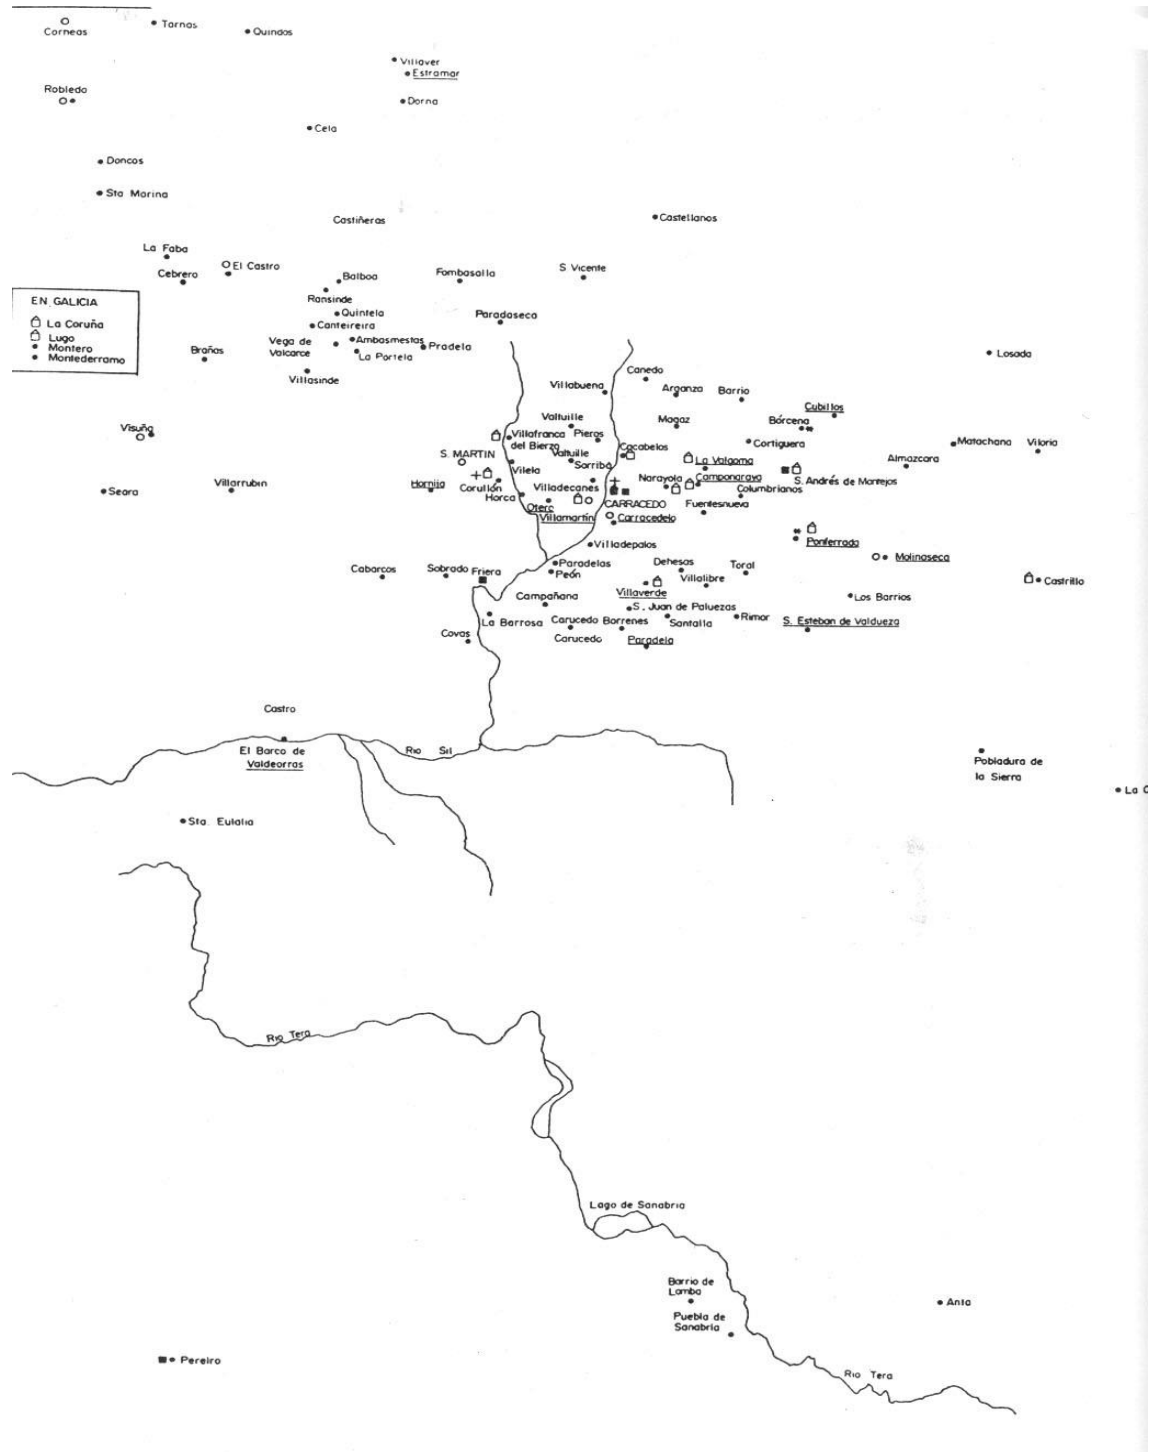 Corneas
Tornas
Quindos
Villaver
Estramar
Robledo
Dorna
Cela
Doncos
Sta Marina
Castiñeras
Castellanos
La Faba
El Castro
Cebrero
Balboa
Fombasalla
S Vicente
EN GALICIA
La Coruña
Lugo
Montero
Montederramo
Ransinde
Quintela
Canteireira
Paradaseca
Vega de
Valcarce
Ambasmestas
La Portela
Pradela
Brañas
Villasinde
Losada
Canedo
Villabuena
Arganza
Barrio
Cubillos
Valtuille
Magaz
Bárcena
Visuña
Villafranca
del Bierzo
Pieros
Cacabelos
Cortiguera
Matachana
Viloria
S. MARTIN
Valtuille
La Valgoma
Almazcara
Vilela
Sorriba
Narayola
Camponaraya
S. Andrés de Montejos
Seara
Villarrubin
Hornija
Corullón
Horca
Villadecanes
Columbrianos
Otero
CARRACEDO
Fuentesnueva
Villamartín
Carracedelo
Villadepalos
Ponferrada
Molinaseca
Cabarcos
Sobrado
Friera
Paradelas
Peón
Dehesas
Villalibre
Toral
Castrillo
Campañana
Villaverde
Los Barrios
La Barrosa
Carucedo
Borrenes
S. Juan de Paluezas
Santalla
Rimor
S. Esteban de Valdueza
Covas
Carucedo
Paradela
Castro
El Barco de
Valdeorras
Rio Sil
Pobladura de
la Sierra
La C
Sta. Eulalia
Rio Tera
Lago de Sanabria
Barrio de
Lomba
Puebla de
Sanabria
Anta
Pereiro
Rio Tera